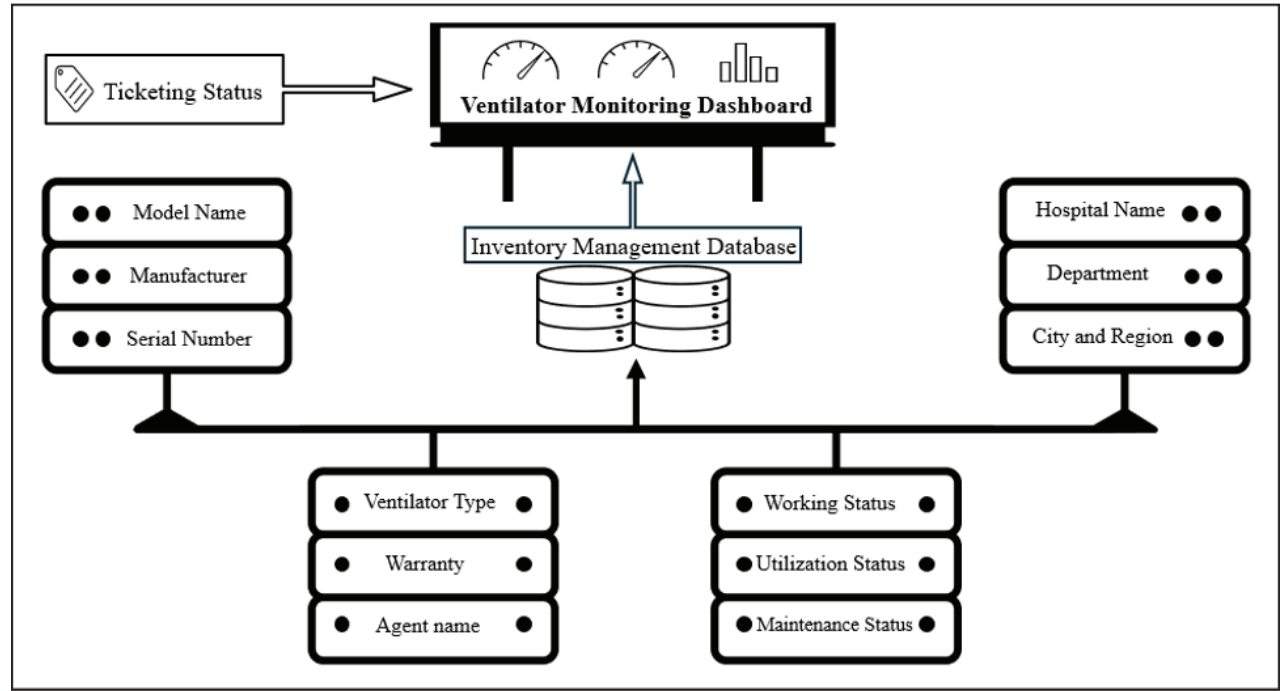 Ticketing Status
Ventilator Monitoring Dashboard
Inventory Management Database
Model Name
Manufacturer
Serial Number
Hospital Name
Department
City and Region
Ventilator Type
Warranty
Agent name
Working Status
Utilization Status
Maintenance Status